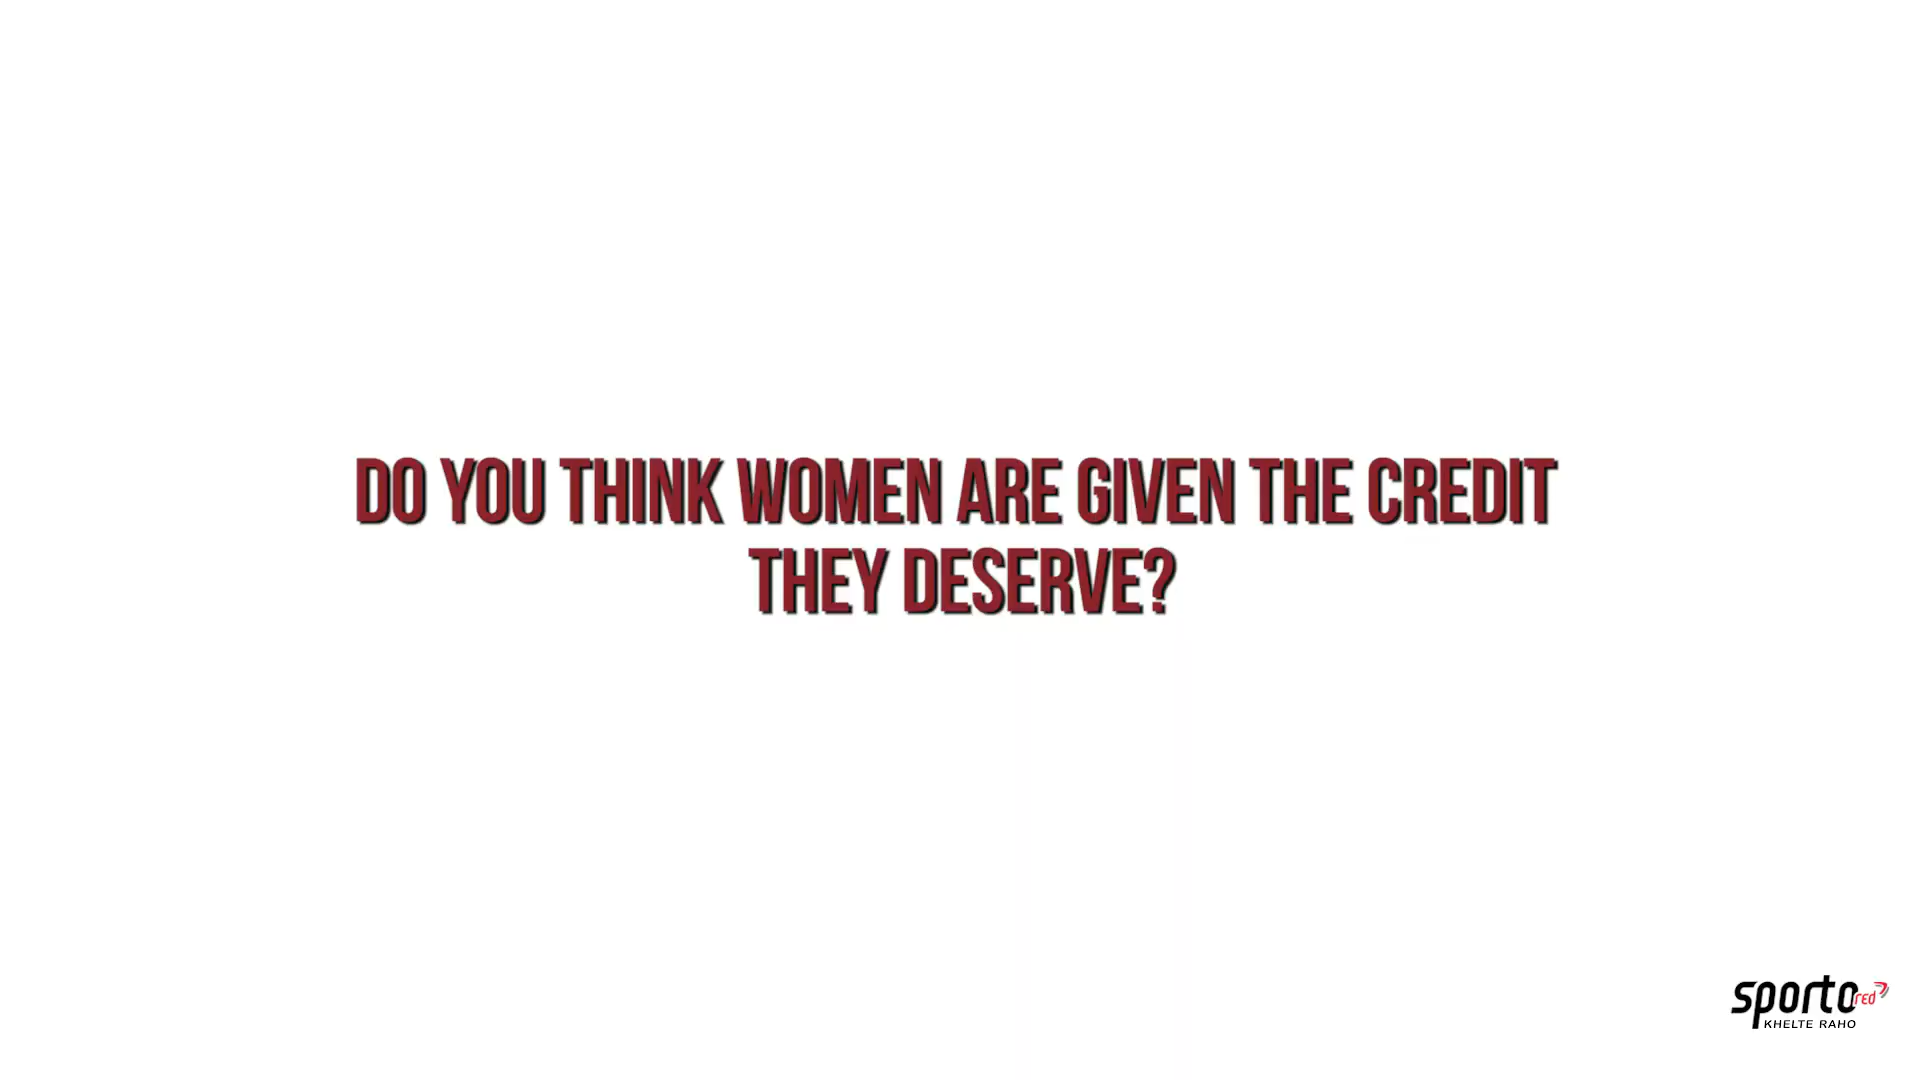 DO YOU THINK WOMEN ARE GIVEN THE CREDIT
THEY DESERVE?
sporto red
KHELTE RAHO